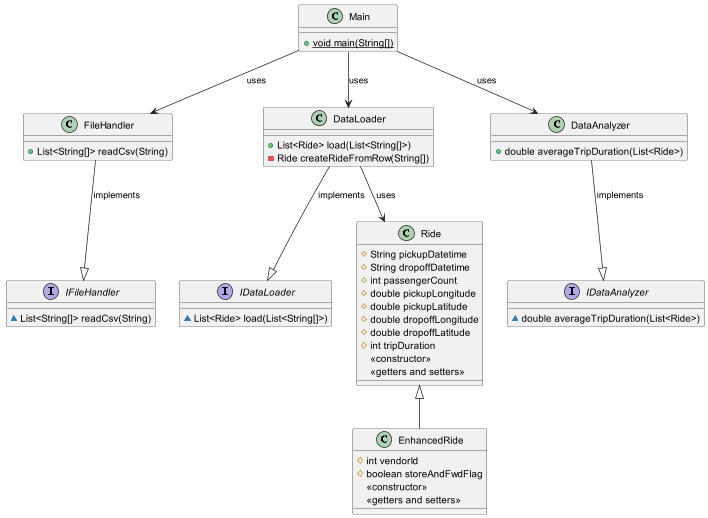 C Main
void main(String[])
uses
uses
uses
C FileHandler
List<String[]> readCsv(String)
C DataLoader
List<Ride> load(List<String[]>)
Ride createRideFromRow(String[])
C DataAnalyzer
double averageTripDuration(List<Ride>)
implements
implements
uses
implements
I IFileHandler
List<String[]> readCsv(String)
I IDataLoader
List<Ride> load(List<String[]>)
C Ride
String pickupDatetime
String dropoffDatetime
int passengerCount
double pickupLongitude
double pickupLatitude
double dropoffLongitude
double dropoffLatitude
int tripDuration
«constructor»
«getters and setters»
I IDataAnalyzer
double averageTripDuration(List<Ride>)
C EnhancedRide
int vendorId
boolean storeAndFwdFlag
«constructor»
«getters and setters»